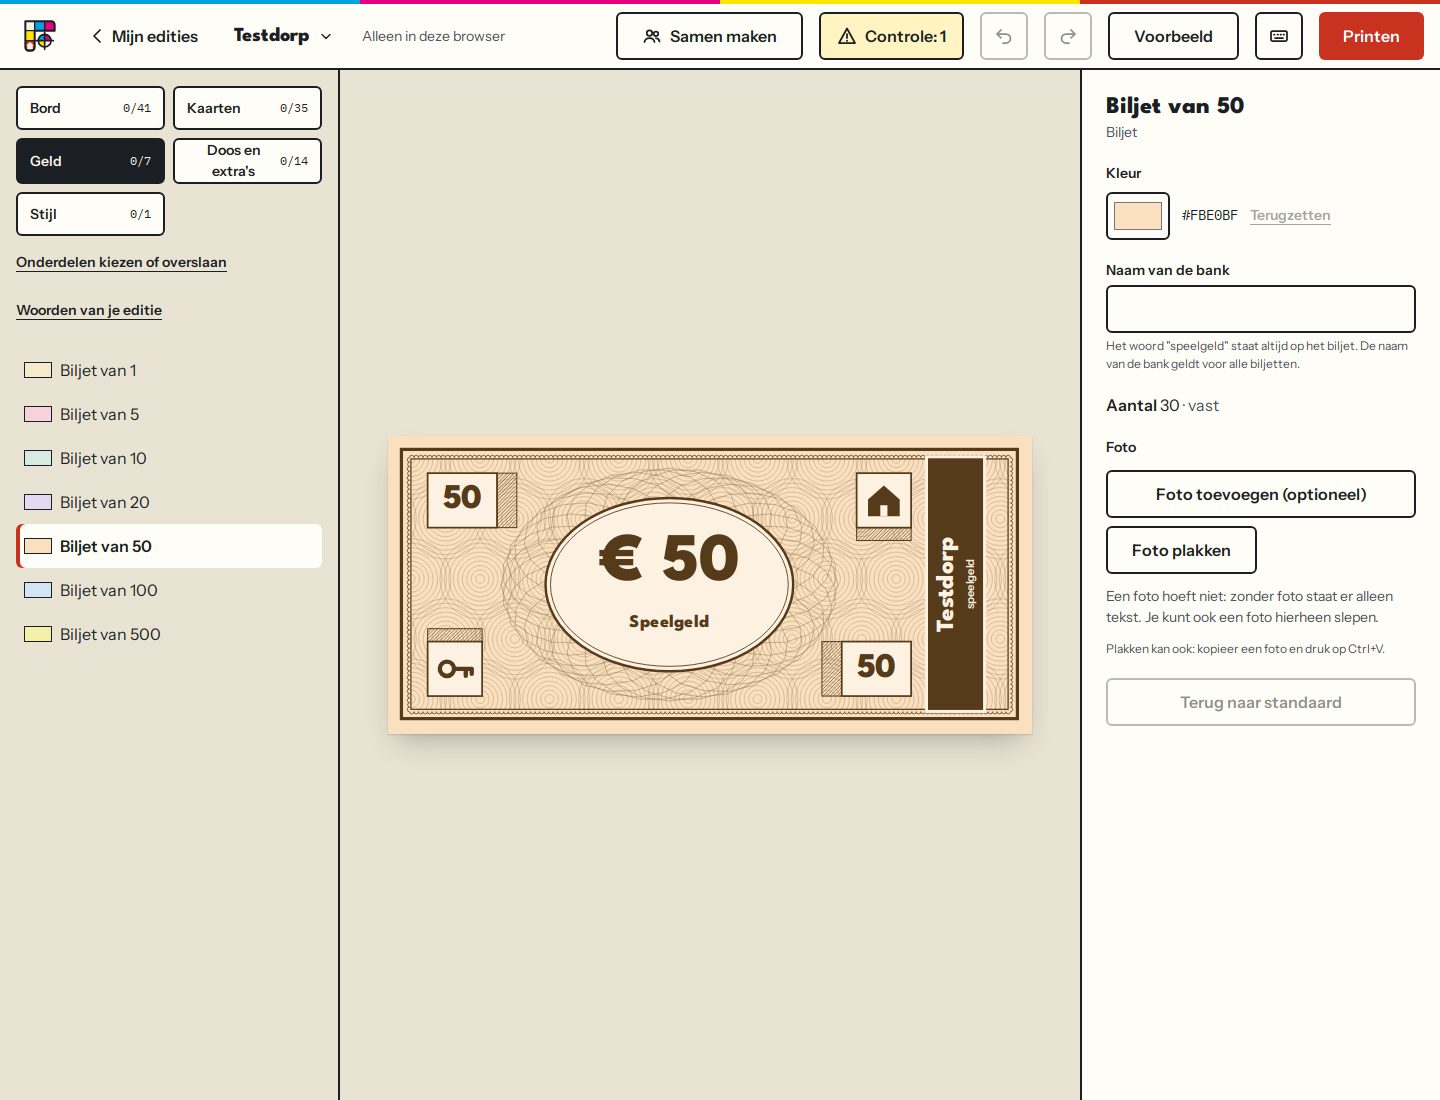 Mijn edities
Testdorp
Alleen in deze browser
Samen maken
Controle: 1
Voorbeeld
Printen
Bord 0/41
Kaarten 0/35
Geld 0/7
Doos en
extra's 0/14
Stijl 0/1
Onderdelen kiezen of overslaan
Woorden van je editie
Biljet van 1
Biljet van 5
Biljet van 10
Biljet van 20
Biljet van 50
Biljet van 100
Biljet van 500
50
€ 50
Speelgeld
50
Testdorp
speelgeld
Biljet van 50
Biljet
Kleur
#FBE0BF Terugzetten
Naam van de bank
Het woord "speelgeld" staat altijd op het biljet. De naam
van de bank geldt voor alle biljetten.
Aantal 30 · vast
Foto
Foto toevoegen (optioneel)
Foto plakken
Een foto hoeft niet: zonder foto staat er alleen
tekst. Je kunt ook een foto hierheen slepen.
Plakken kan ook: kopieer een foto en druk op Ctrl+V.
Terug naar standaard